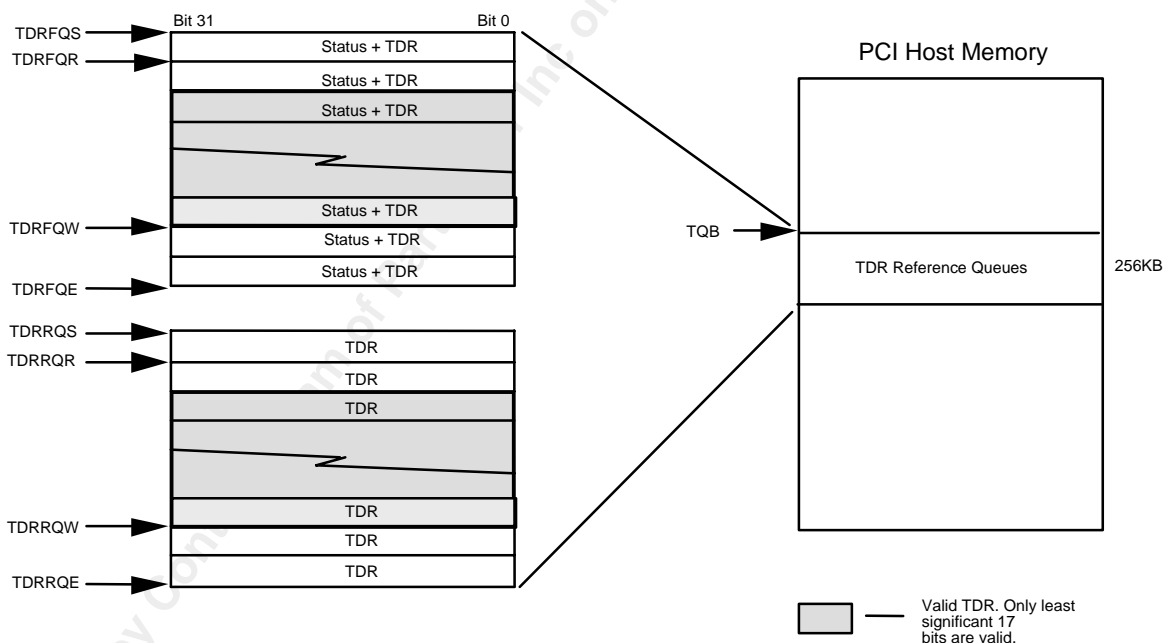 Bit 31 Bit 0
TDRFQS
TDRFQR
Status + TDR
Status + TDR
Status + TDR
Status + TDR
TDRFQW
Status + TDR
Status + TDR
TDRFQE
TDRRQS
TDR
TDRRQR
TDR
TDR
TDR
TDRRQW
TDR
TDR
TDRRQE
PCI Host Memory
TQB
TDR Reference Queues
256KB
Valid TDR. Only least
significant 17
bits are valid.
Inc on